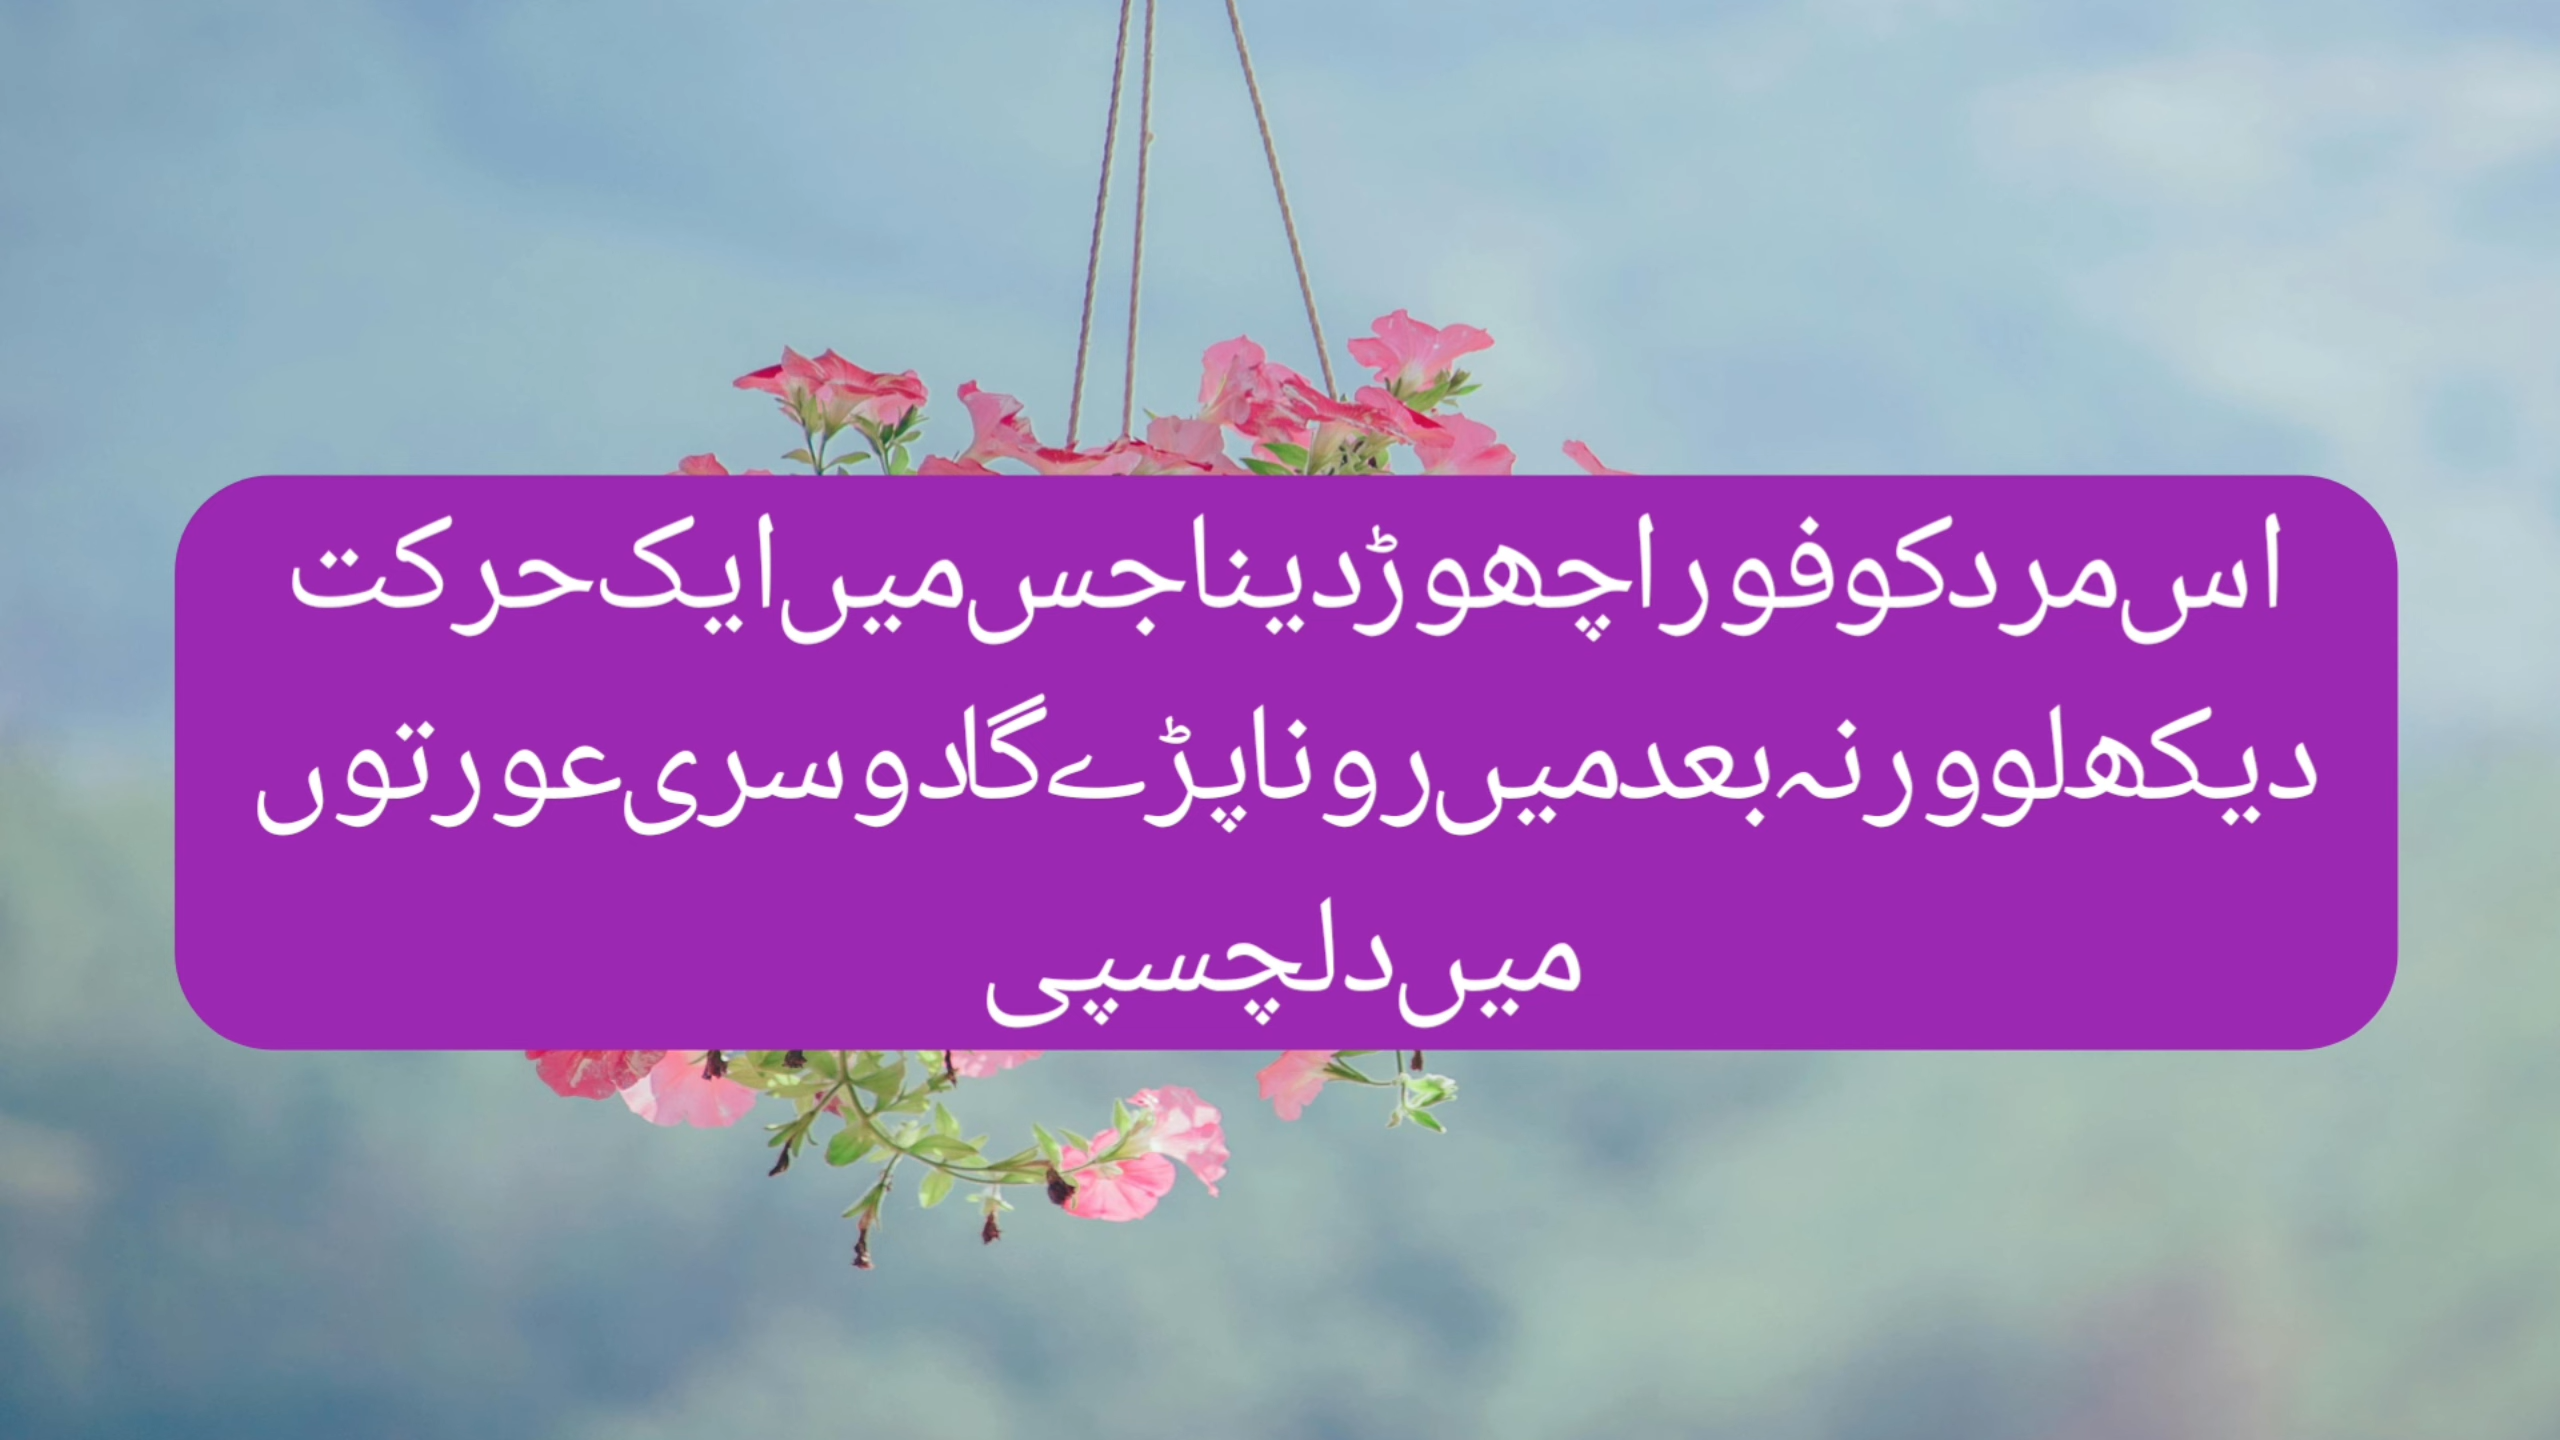 اس مرد کو فورا چھوڑ دینا جس میں ایک حرکت
دیکھ لو ورنہ بعد میں رونا پڑے گا دوسری عورتوں
میں دلچسپی